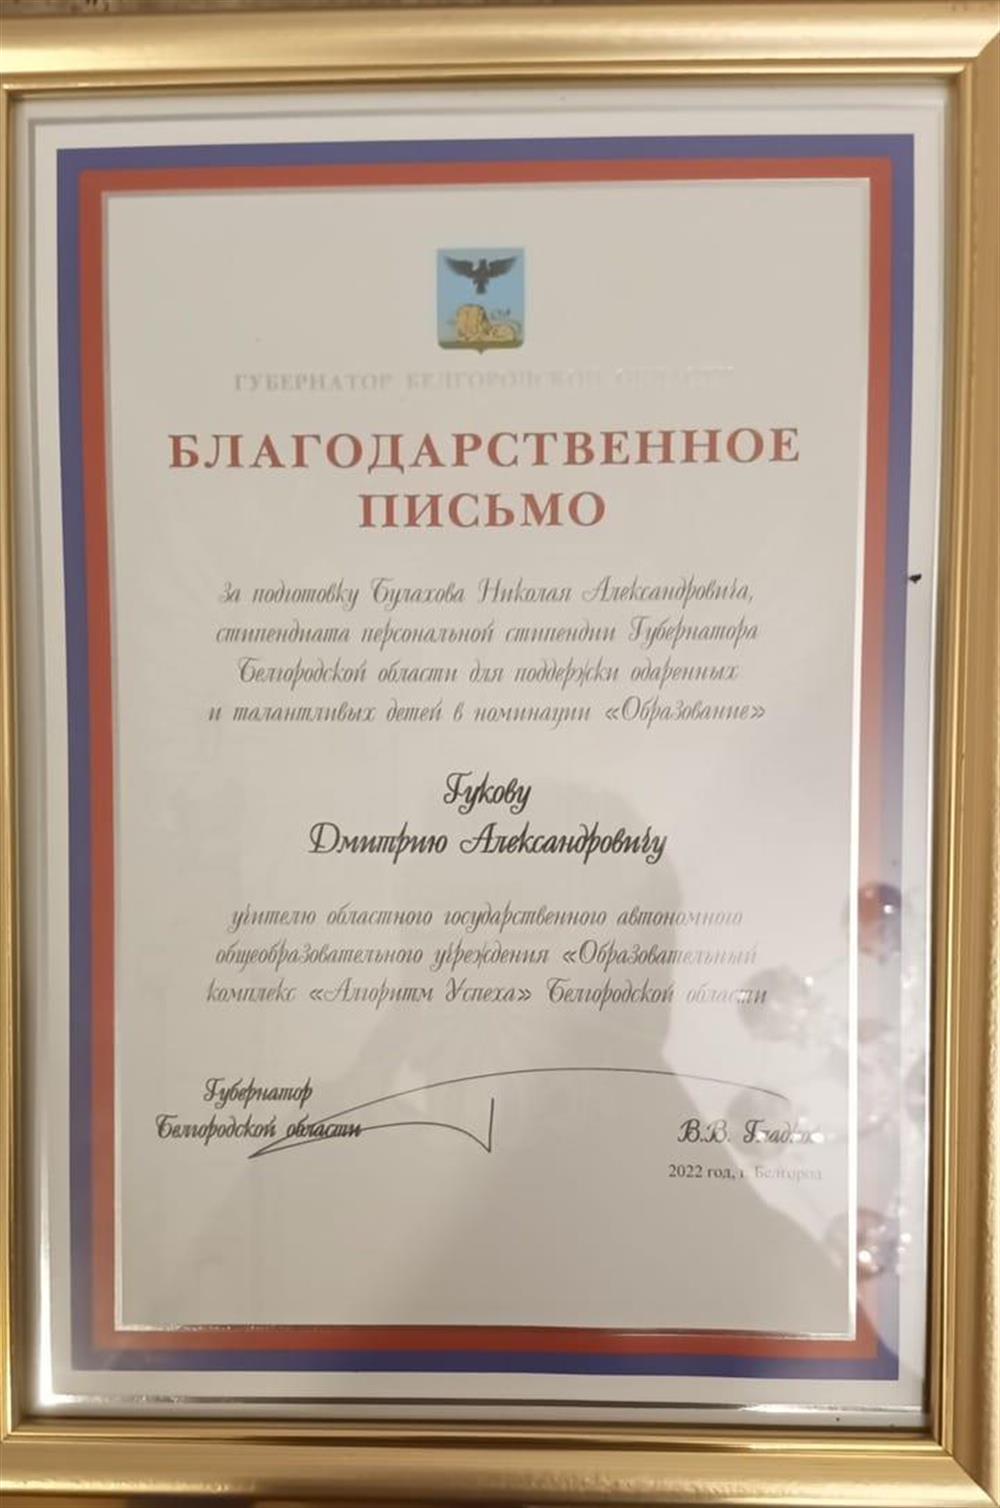 ГУБЕРНАТОР БЕЛГОРОДСКОЙ ОБЛАСТИ
БЛАГОДАРСТВЕННОЕ
ПИСЬМО
За подготовку Булахова Николая Александровича,
стипендиата персональной стипендии Губернатора
Белгородской области для поддержки одаренных
и талантливых детей в номинации «Образование»
Гукову
Дмитрию Александровичу
учителю областного государственного автономного
общеобразовательного учреждения «Образовательный
комплекс «Алгоритм Успеха» Белгородской области
Губернатор
Белгородской области
В.В. Гладков
2022 год, г. Белгород